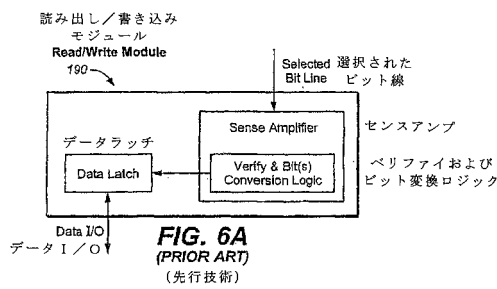 読み出し／書き込み
モジュール
Read/Write Module
190
Selected 選択された
Bit Line ビット線
Sense Amplifier
センスアンプ
データラッチ
Data Latch
Verify & Bit(s)
Conversion Logic
ベリファイおよび
ビット変換ロジック
Data I/O
データＩ／Ｏ
FIG. 6A
(PRIOR ART)
（先行技術）